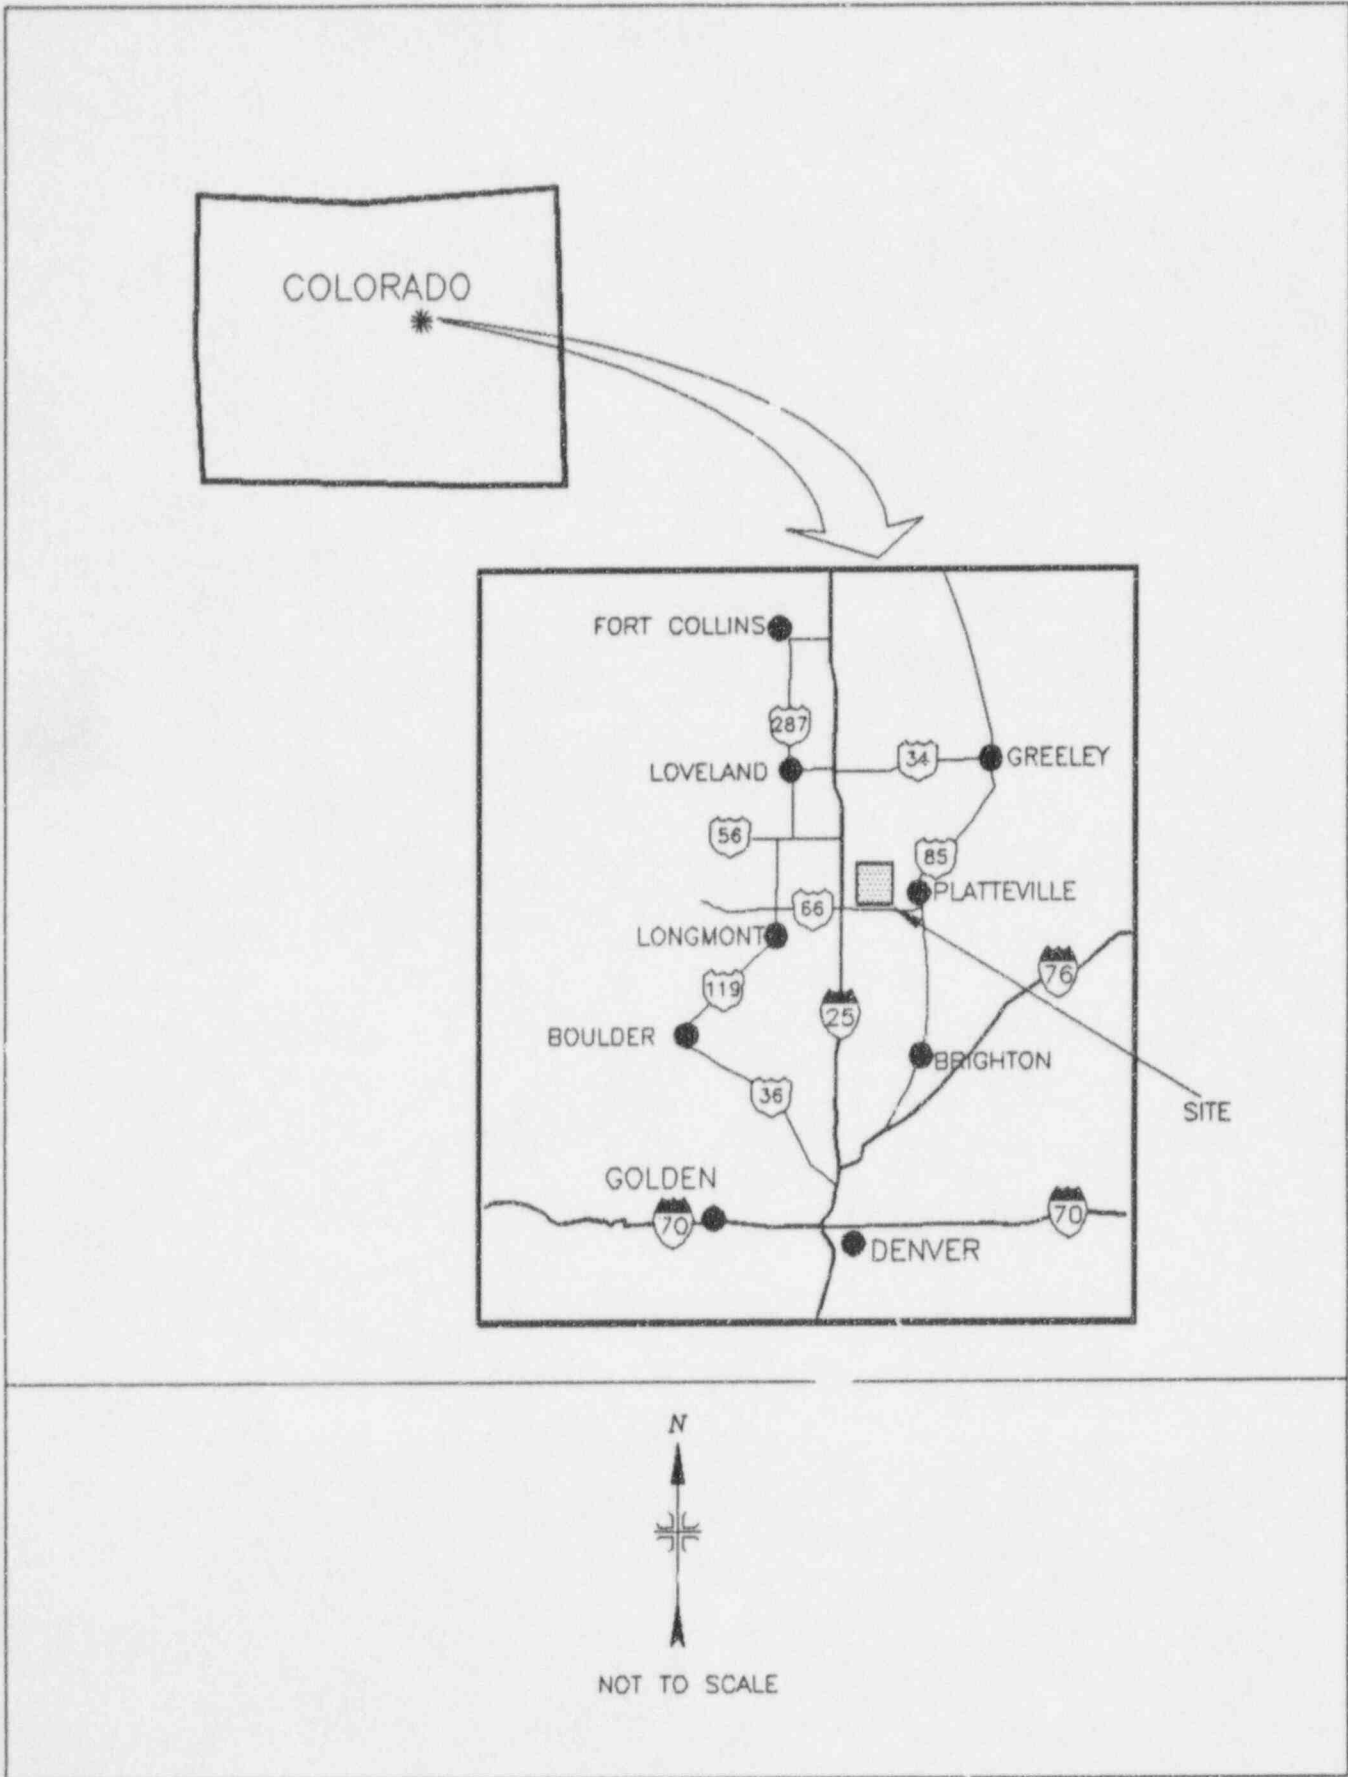 COLORADO
FORT COLLINS
287
LOVELAND
34
GREELEY
56
85
PLATTEVILLE
66
LONGMONT
76
119
25
BOULDER
BRIGHTON
36
SITE
GOLDEN
70
70
DENVER
N
NOT TO SCALE